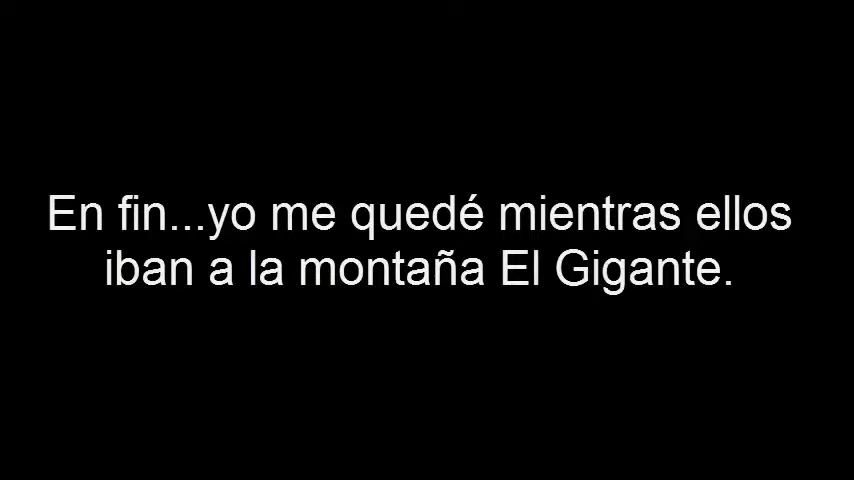 En fin...yo me quedé mientras ellos
iban a la montaña El Gigante.